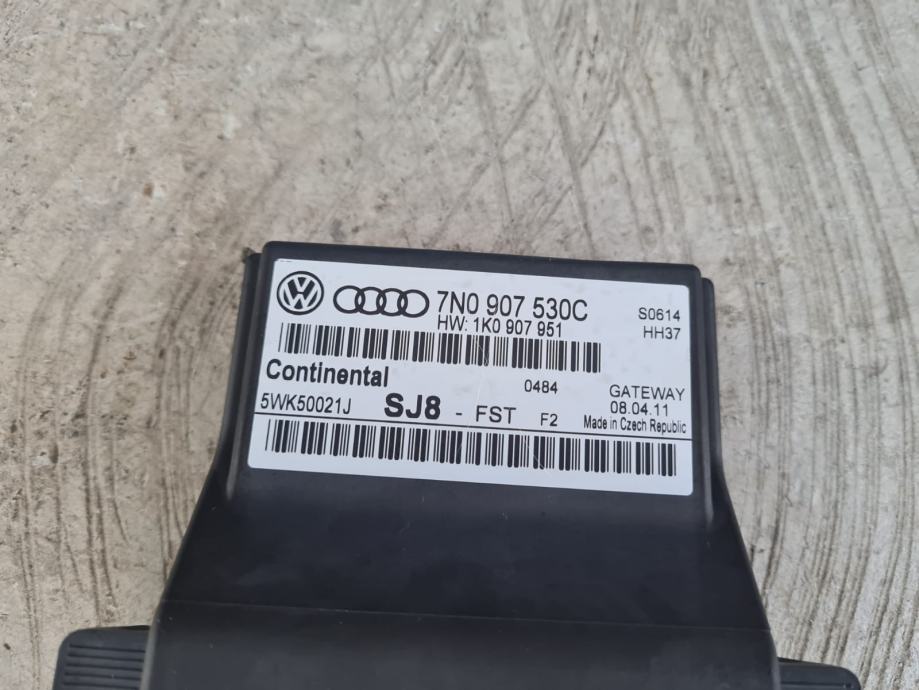 7N0 907 530C
S0614
HW: 1K0 907 951
HH37
Continental
0484
GATEWAY
5WK50021J
SJ8 - FST F2
08.04.11
Made in Czech Republic